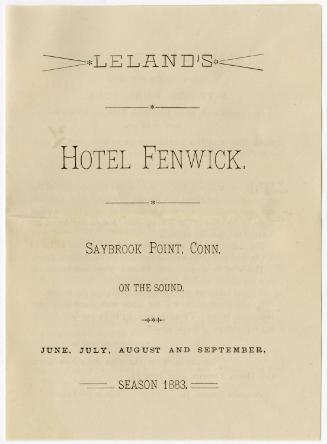 LELAND'S
HOTEL FENWICK.
SAYBROOK POINT, CONN.
ON THE SOUND.
JUNE, JULY, AUGUST AND SEPTEMBER,
SEASON 1883.